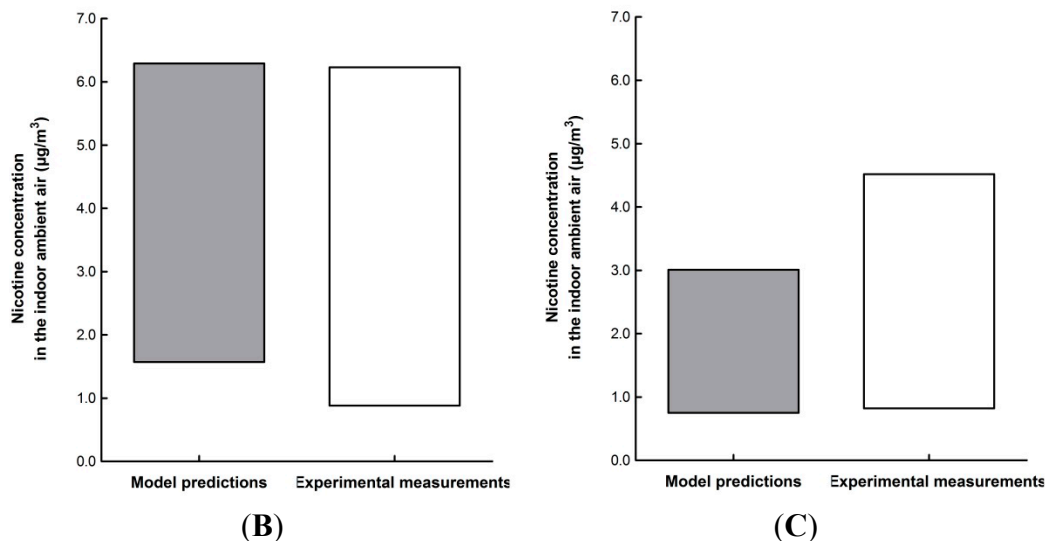 Nicotine concentration
in the indoor ambient air (µg/m³)
7.0
6.0
5.0
4.0
3.0
2.0
1.0
0.0
Model predictions Experimental measurements
(B)
Nicotine concentration
in the indoor ambient air (µg/m³)
7.0
6.0
5.0
4.0
3.0
2.0
1.0
0.0
Model predictions Experimental measurements
(C)